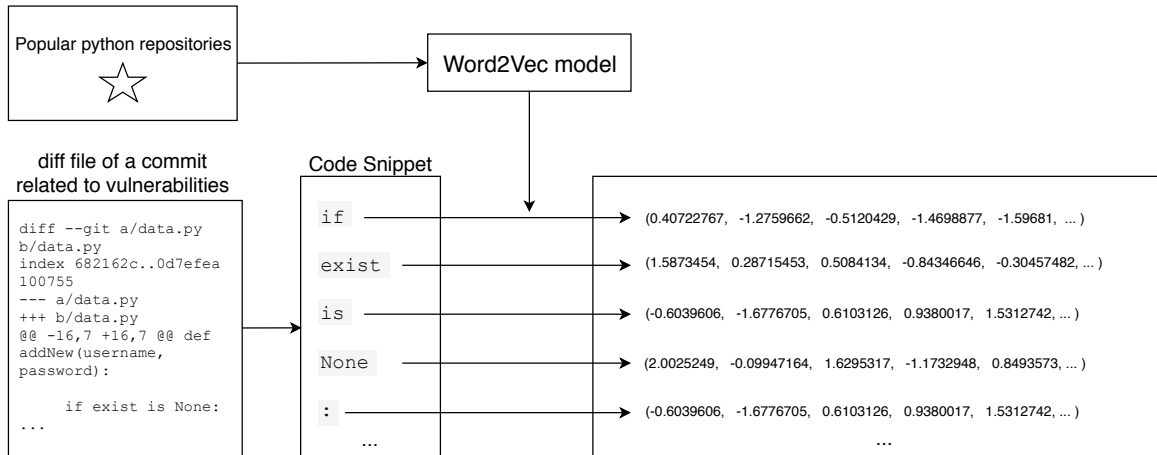 Popular python repositories
Word2Vec model
diff file of a commit
related to vulnerabilities
diff --git a/data.py
b/data.py
index 682162c..0d7efea
100755
--- a/data.py
+++ b/data.py
@@ -16,7 +16,7 @@ def
addNew(username,
password):
if exist is None:
...
Code Snippet
if
exist
is
None
:
...
(0.40722767, -1.2759662, -0.5120429, -1.4698877, -1.59681, ... )
(1.5873454, 0.28715453, 0.5084134, -0.84346646, -0.30457482, ... )
(-0.6039606, -1.6776705, 0.6103126, 0.9380017, 1.5312742, ... )
(2.0025249, -0.09947164, 1.6295317, -1.1732948, 0.8493573, ... )
(-0.6039606, -1.6776705, 0.6103126, 0.9380017, 1.5312742, ... )
...